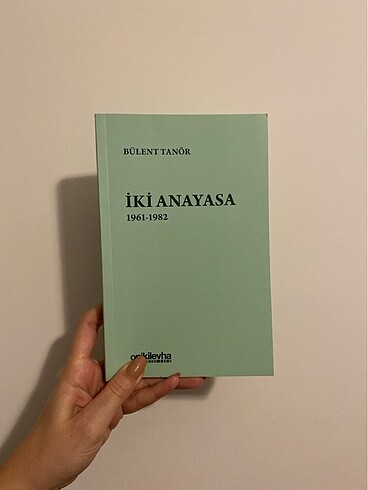 BÜLENT TANÖR
İKİ ANAYASA
1961-1982
onikilevha